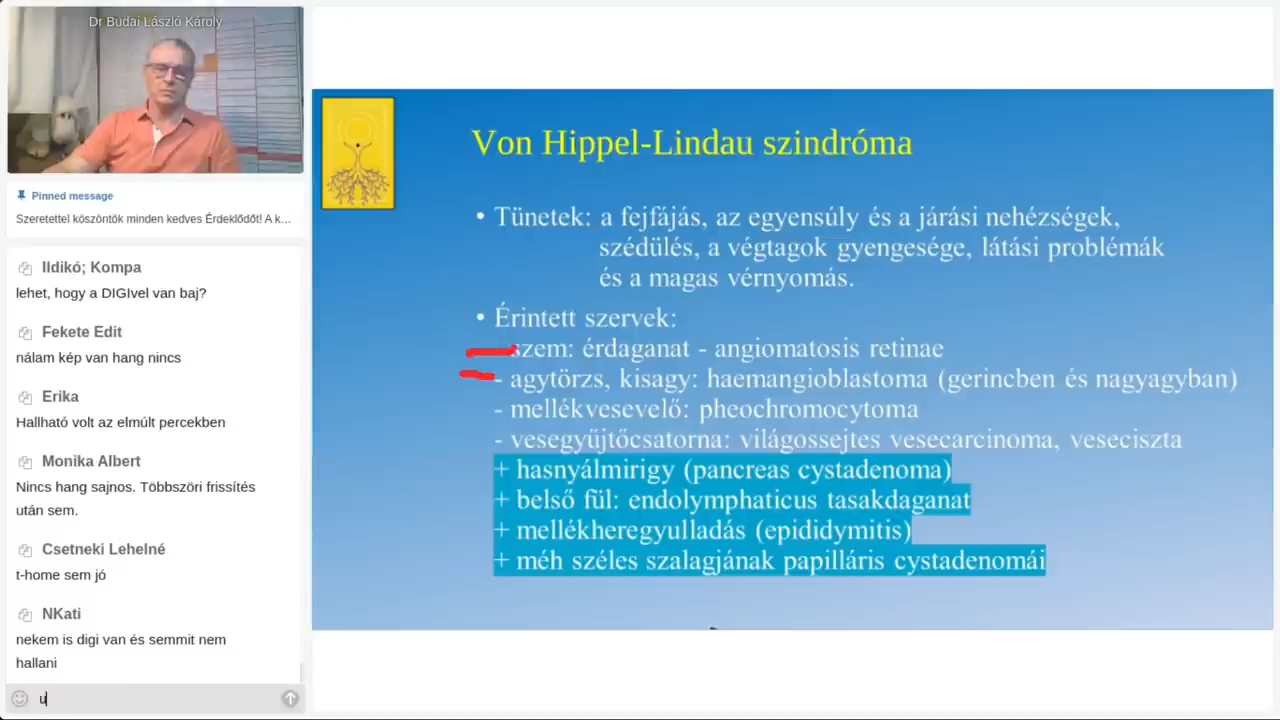 Dr Budai László Károly
Pinned message
Szeretettel köszöntök minden kedves Érdeklődőt! A k...
Ildikó; Kompa
lehet, hogy a DIGIvel van baj?
Fekete Edit
nálam kép van hang nincs
Erika
Hallható volt az elmúlt percekben
Monika Albert
Nincs hang sajnos. Többszöri frissítés
után sem.
Csetneki Lehelné
t-home sem jó
NKati
nekem is digi van és semmit nem
hallani
u
Von Hippel-Lindau szindróma
• Tünetek: a fejfájás, az egyensúly és a járási nehézségek,
szédülés, a végtagok gyengesége, látási problémák
és a magas vérnyomás.
• Érintett szervek:
szem: érdaganat - angiomatosis retinae
- agytörzs, kisagy: haemangioblastoma (gerincben és nagyagyban)
- mellékvesevelő: pheochromocytoma
- vesegyűjtőcsatorna: világossejtes vesecarcinoma, veseciszta
+ hasnyálmirigy (pancreas cystadenoma)
+ belső fül: endolymphaticus tasakdaganat
+ mellékheregyulladás (epididymitis)
+ méh széles szalagjának papilláris cystadenomái